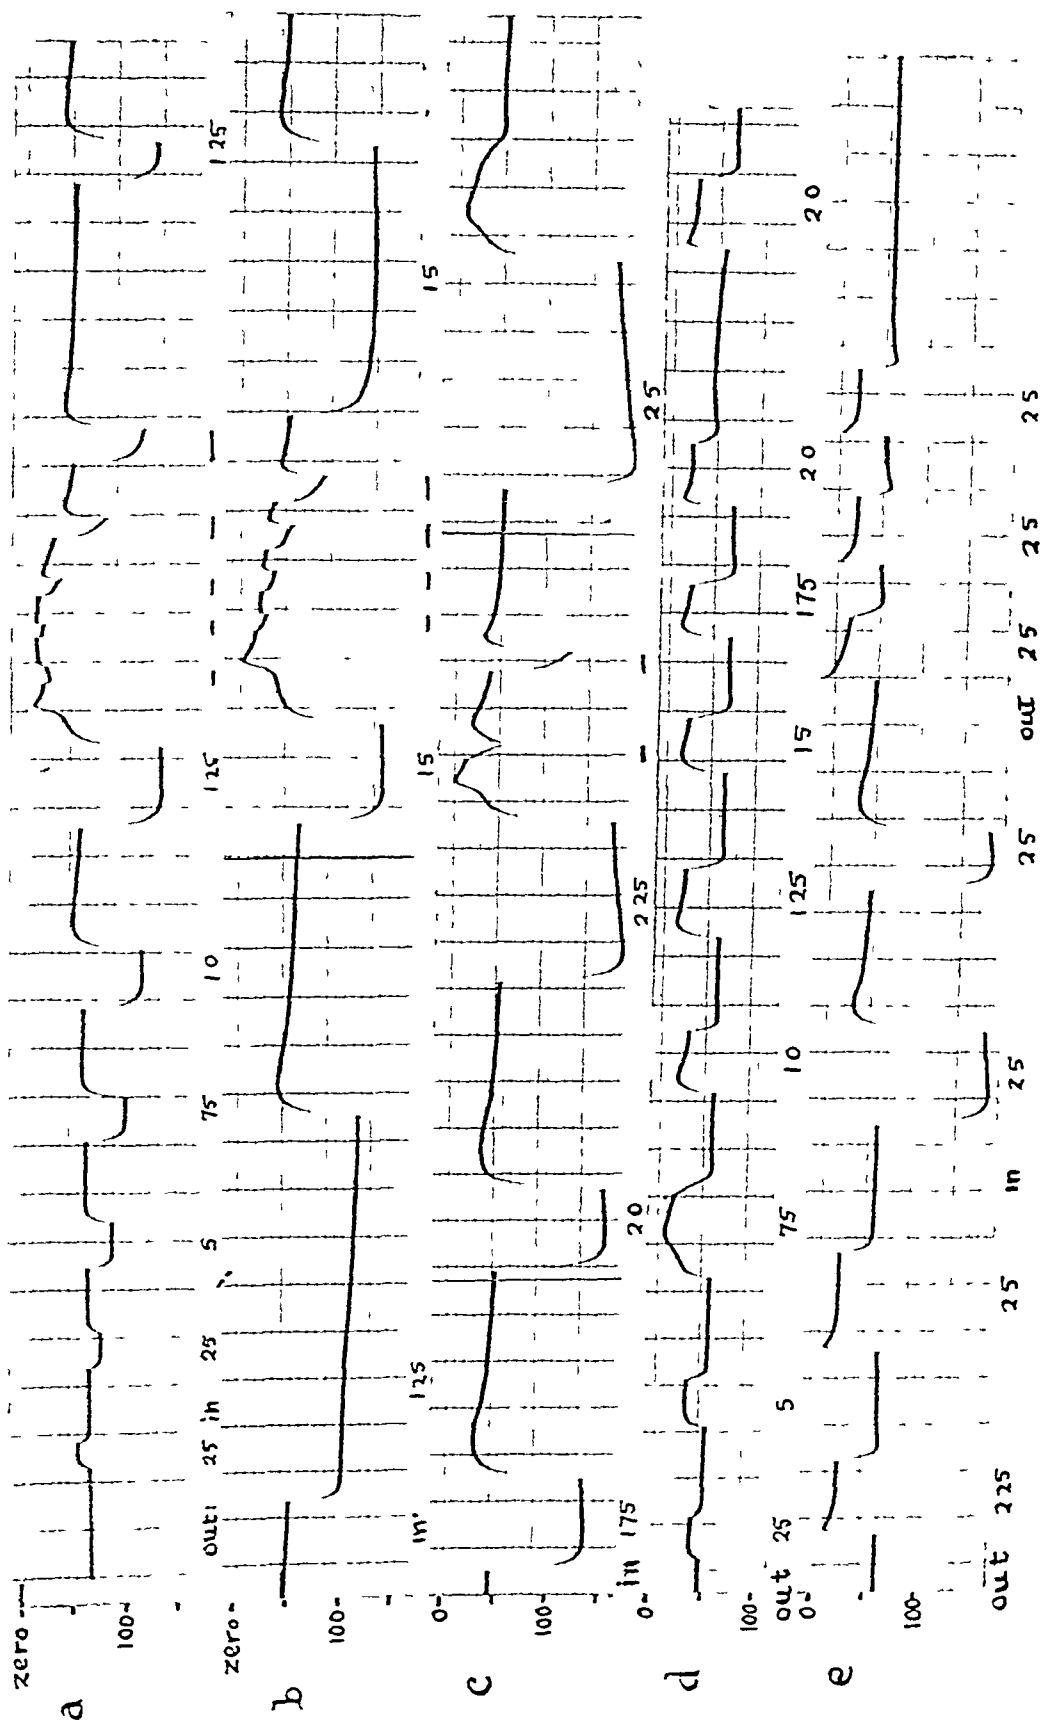 zero -
a
100-
out: 25 in 25 5 75 10 125 – – – – 125
zero -
b
100-
in. 125 15 – – – – 15
0-
c
100-
in 175 20 225 – – 25
0-
d
100-
out 25 5 75 10 125 15 175 20 20
0-
e
100-
out 225 25 in 25 25 out 25 25 25